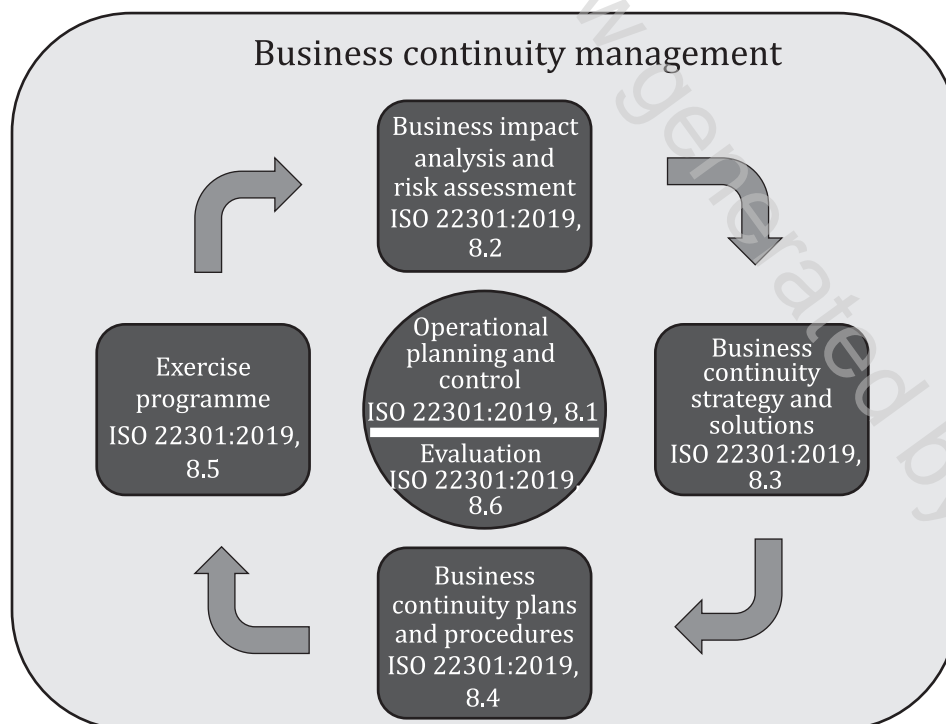 Business continuity management
Business impact
analysis and
risk assessment
ISO 22301:2019,
8.2
Operational
planning and
control
ISO 22301:2019, 8.1
Evaluation
ISO 22301:2019,
8.6
Exercise
programme
ISO 22301:2019,
8.5
Business
continuity
strategy and
solutions
ISO 22301:2019,
8.3
Business
continuity plans
and procedures
ISO 22301:2019,
8.4
w generated by